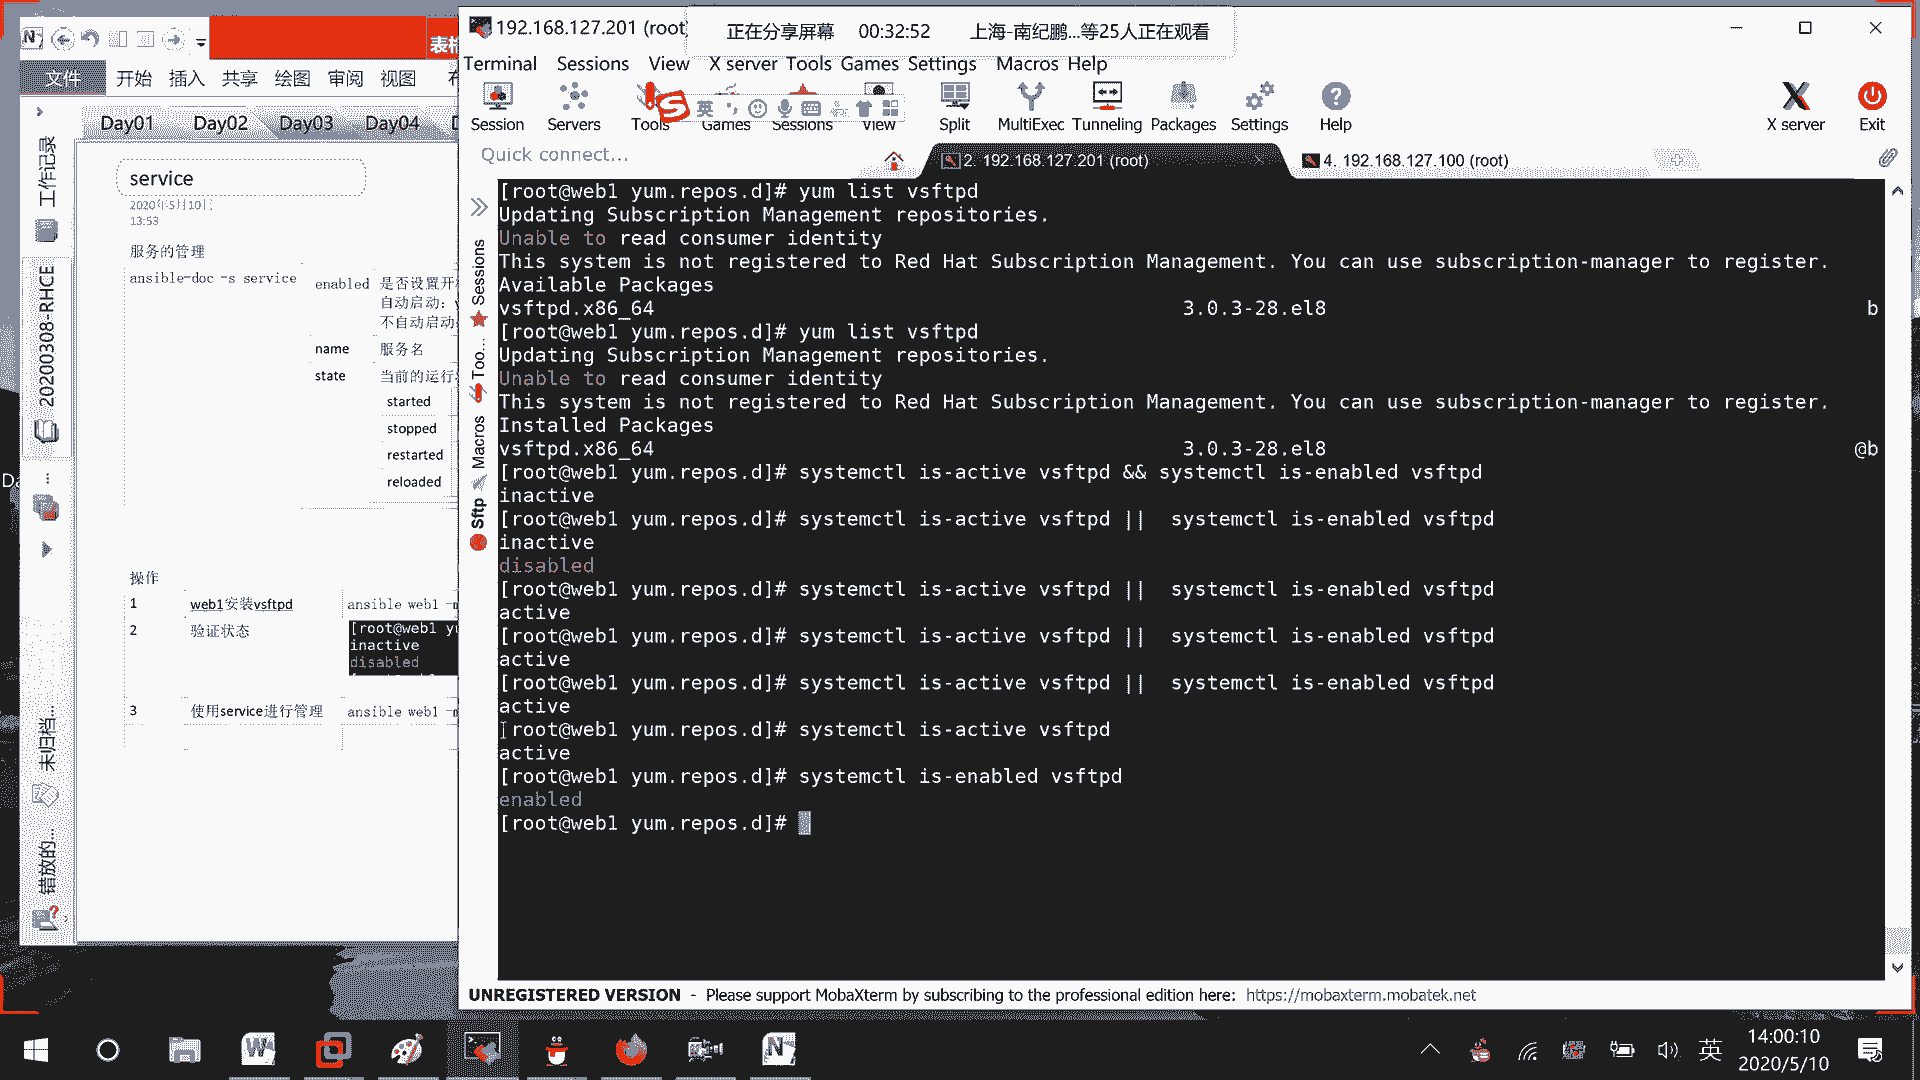 正在分享屏幕 00:32:52 上海-南纪鹏...等25人正在观看
表格
文件 开始 插入 共享 绘图 审阅 视图
Day01 Day02 Day03 Day04
工作记录
20200308-RHCE
未归档...
错放的...
service
2020年5月10日
13:53
服务的管理
ansible-doc -s service
enabled 是否设置开
自动启动:
不自动启动:
name 服务名
state 当前的运行
started
stopped
restarted
reloaded
操作
1 web1安装vsftpd ansible web1 -m
2 验证状态
[root@web1 yu
inactive
disabled
3 使用service进行管理 ansible web1 -m
192.168.127.201 (root)
Terminal Sessions View X server Tools Games Settings Macros Help
Session Servers Tools Games Sessions View Split MultiExec Tunneling Packages Settings Help X server Exit
英
Quick connect...
2. 192.168.127.201 (root)
4. 192.168.127.100 (root)
Sessions
Too...
Macros
Sftp
[root@web1 yum.repos.d]# yum list vsftpd
Updating Subscription Management repositories.
Unable to read consumer identity
This system is not registered to Red Hat Subscription Management. You can use subscription-manager to register.
Available Packages
vsftpd.x86_64 3.0.3-28.el8 b
[root@web1 yum.repos.d]# yum list vsftpd
Updating Subscription Management repositories.
Unable to read consumer identity
This system is not registered to Red Hat Subscription Management. You can use subscription-manager to register.
Installed Packages
vsftpd.x86_64 3.0.3-28.el8 @b
[root@web1 yum.repos.d]# systemctl is-active vsftpd && systemctl is-enabled vsftpd
inactive
[root@web1 yum.repos.d]# systemctl is-active vsftpd ||  systemctl is-enabled vsftpd
inactive
disabled
[root@web1 yum.repos.d]# systemctl is-active vsftpd ||  systemctl is-enabled vsftpd
active
[root@web1 yum.repos.d]# systemctl is-active vsftpd ||  systemctl is-enabled vsftpd
active
[root@web1 yum.repos.d]# systemctl is-active vsftpd ||  systemctl is-enabled vsftpd
active
[root@web1 yum.repos.d]# systemctl is-active vsftpd
active
[root@web1 yum.repos.d]# systemctl is-enabled vsftpd
enabled
[root@web1 yum.repos.d]#
UNREGISTERED VERSION - Please support MobaXterm by subscribing to the professional edition here: https://mobaxterm.mobatek.net
英
14:00:10
2020/5/10